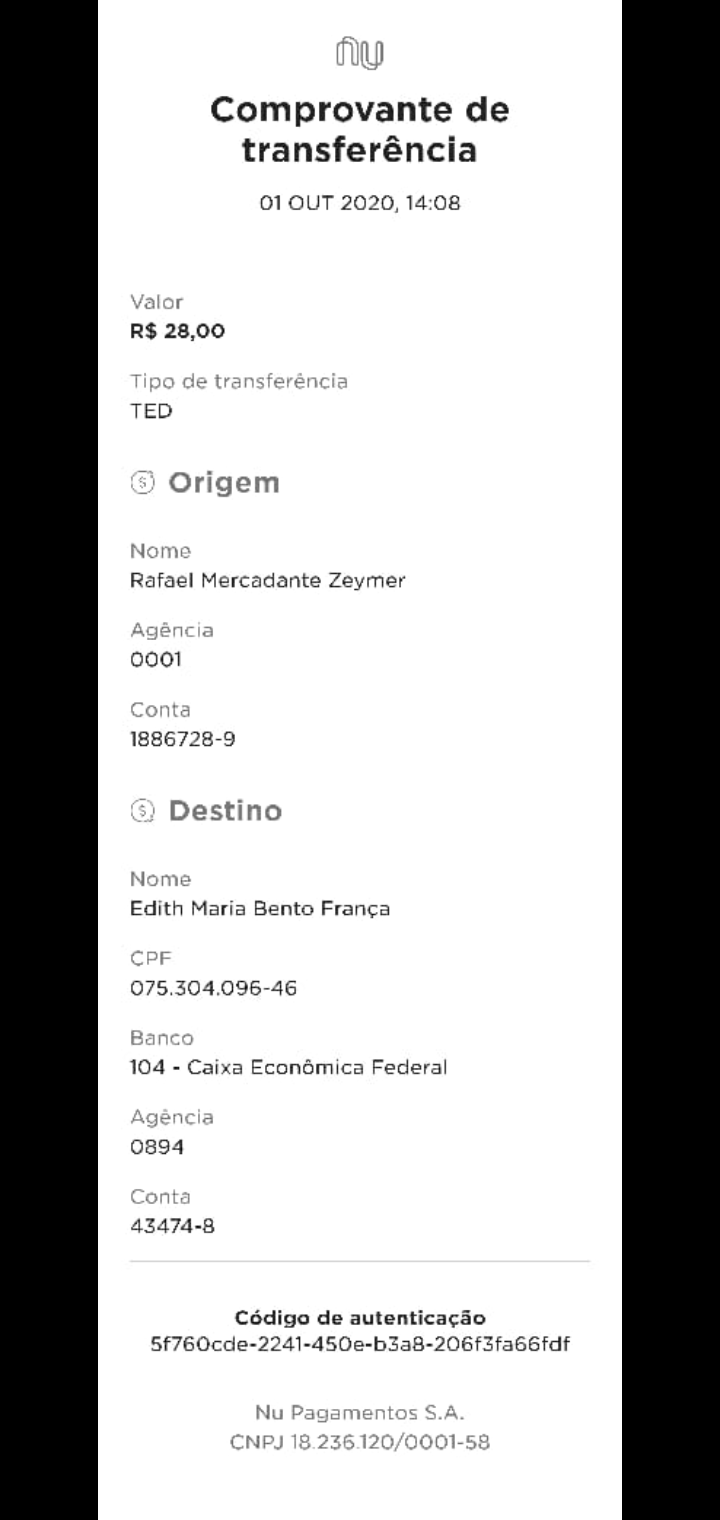 nu
Comprovante de
transferência
01 OUT 2020, 14:08
Valor
R$ 28,00
Tipo de transferência
TED
Origem
Nome
Rafael Mercadante Zeymer
Agência
0001
Conta
1886728-9
Destino
Nome
Edith Maria Bento França
CPF
075.304.096-46
Banco
104 - Caixa Econômica Federal
Agência
0894
Conta
43474-8
Código de autenticação
5f760cde-2241-450e-b3a8-206f3fa66fdf
Nu Pagamentos S.A.
CNPJ 18.236.120/0001-58